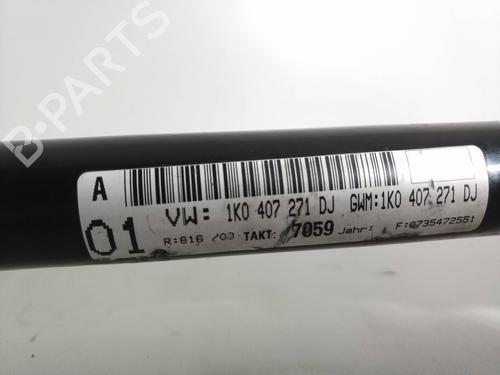 B-PARTS
A
01
VW: 1K0 407 271 DJ GWM:1K0 407 271 DJ
R:816 /03 TAKT: 7059 Jahr: F:0735472551